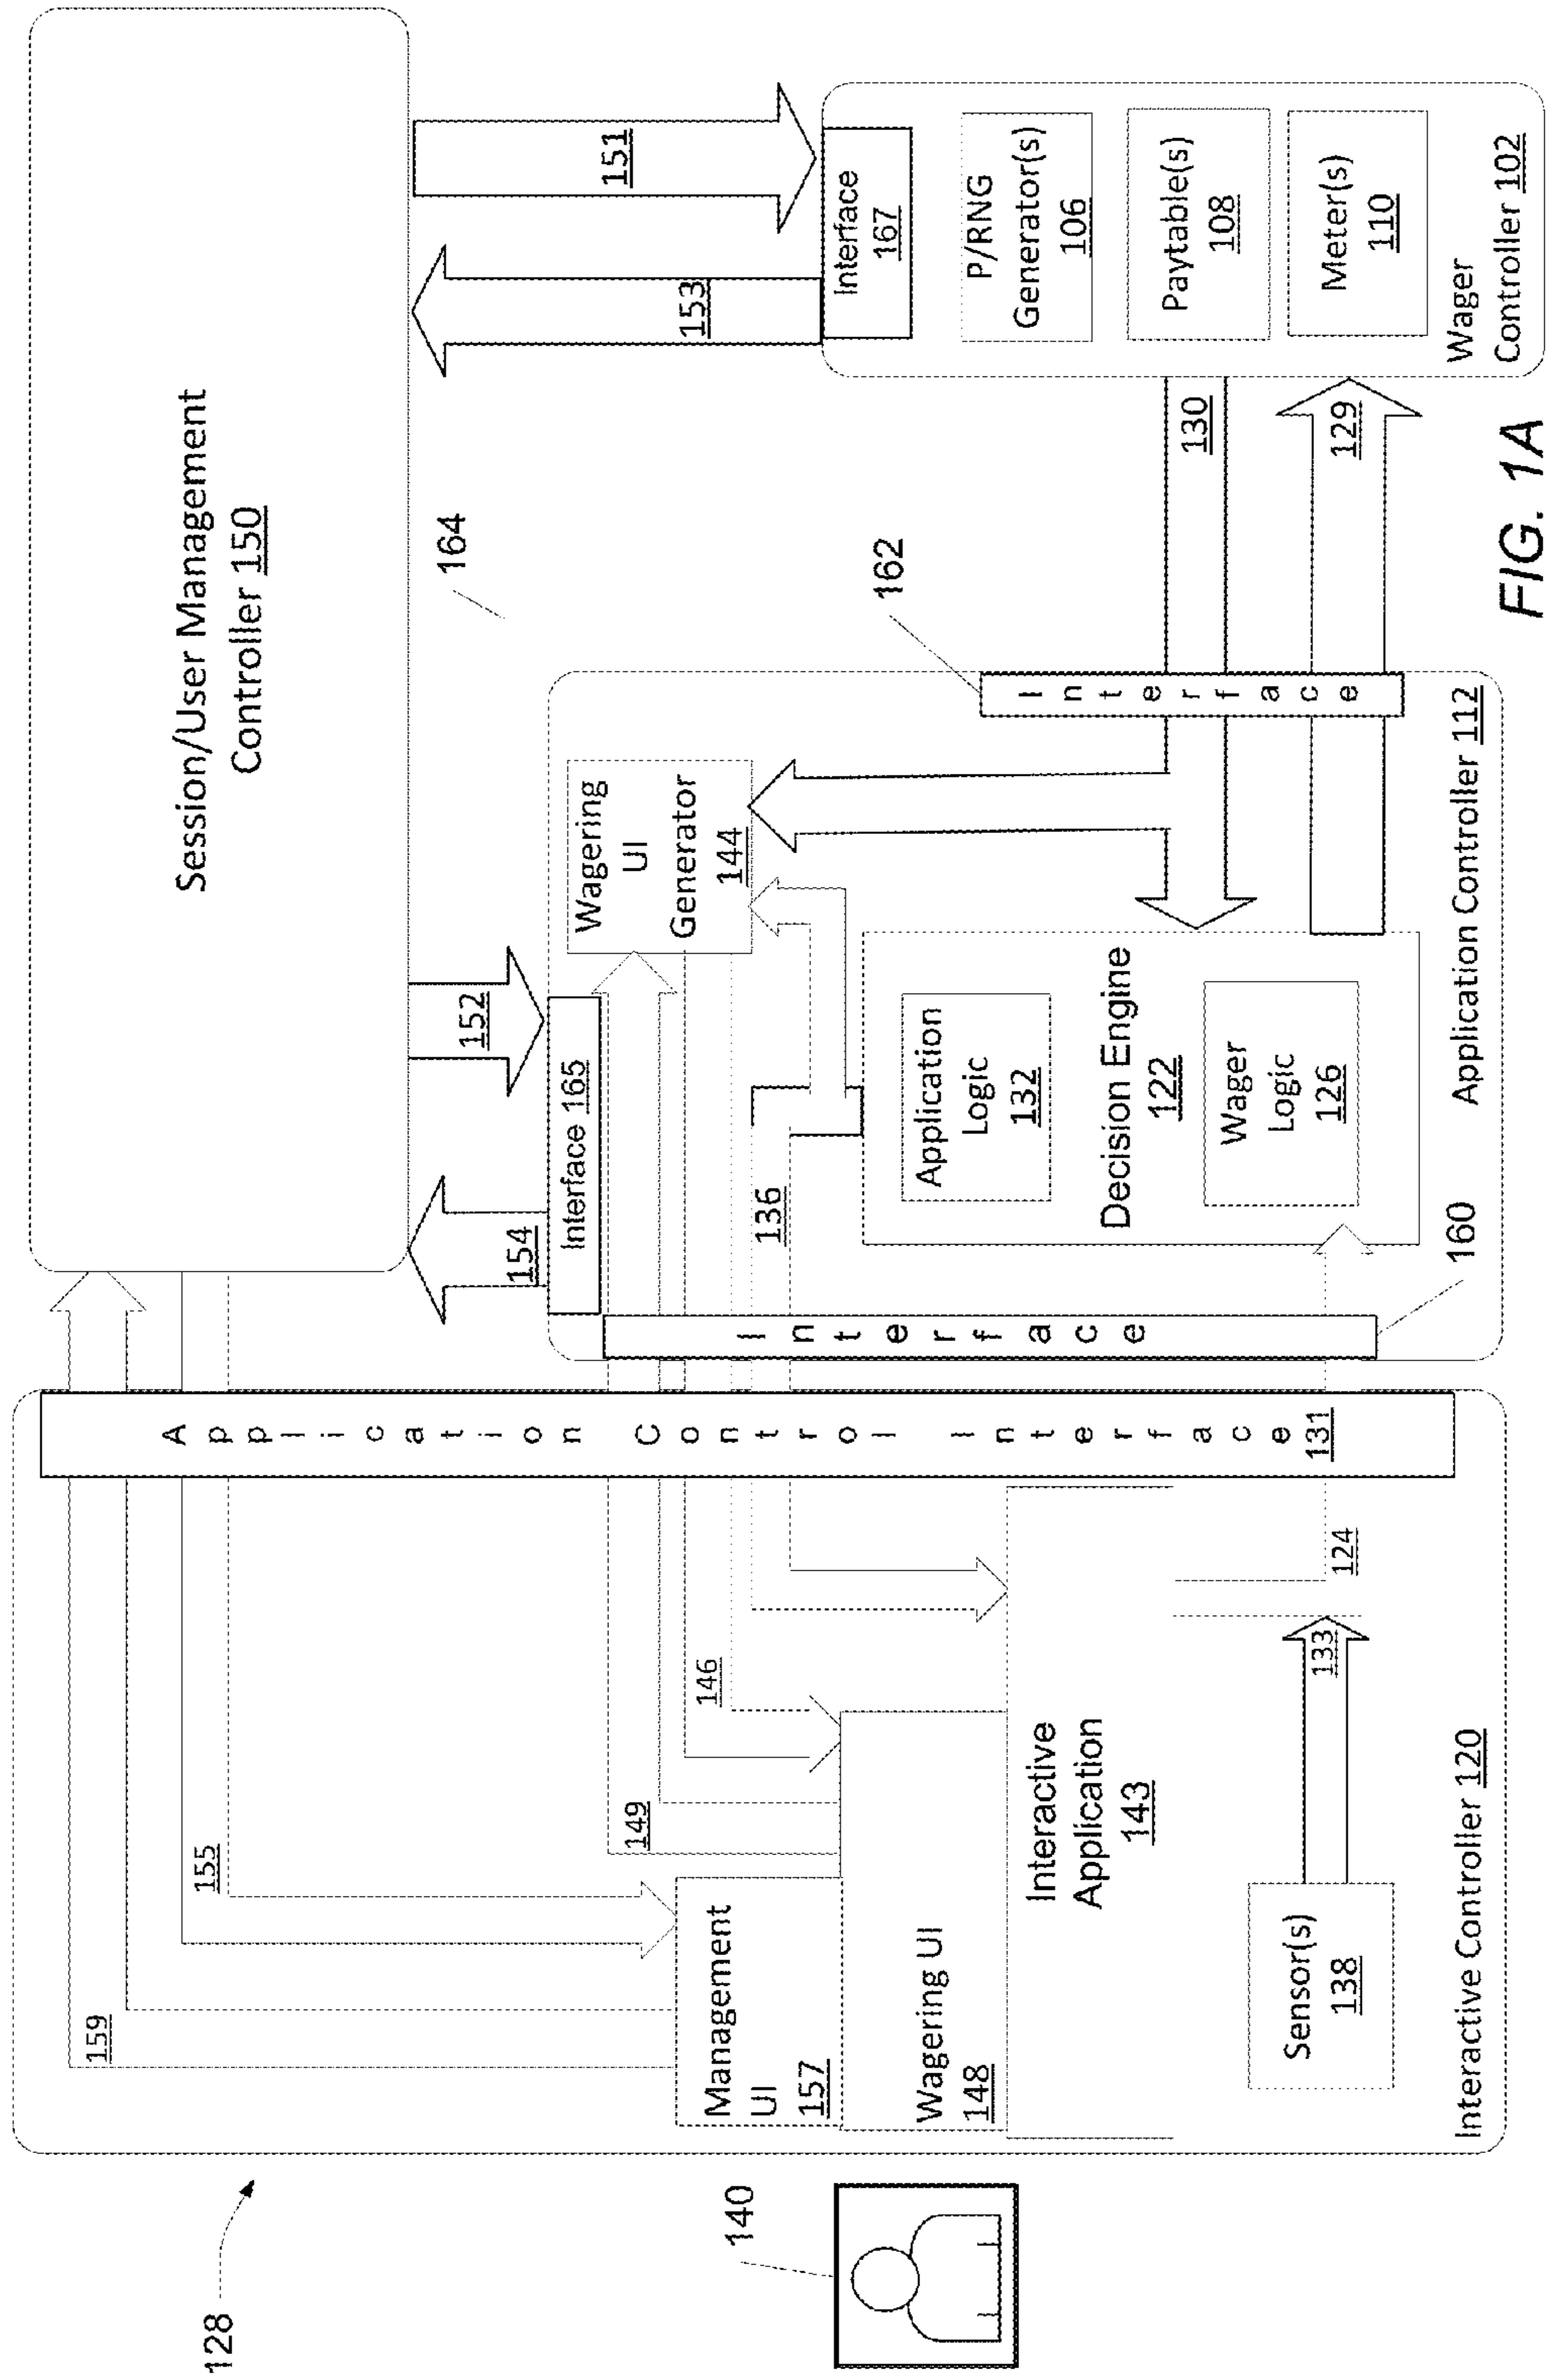 128
140
159
155
149
146
Management
UI
157
Wagering UI
148
Interactive
Application
143
Sensor(s)
138
133
124
Interactive Controller 120
Application Control Interface 131
Session/User Management
Controller 150
154
152
164
Interface 165
Interface
160
136
Wagering
UI
Generator
144
Application
Logic
132
Decision Engine
122
Wager
Logic
126
Interface
162
Application Controller 112
153
151
130
129
Interface
167
P/RNG
Generator(s)
106
Paytable(s)
108
Meter(s)
110
Wager
Controller 102
FIG. 1A